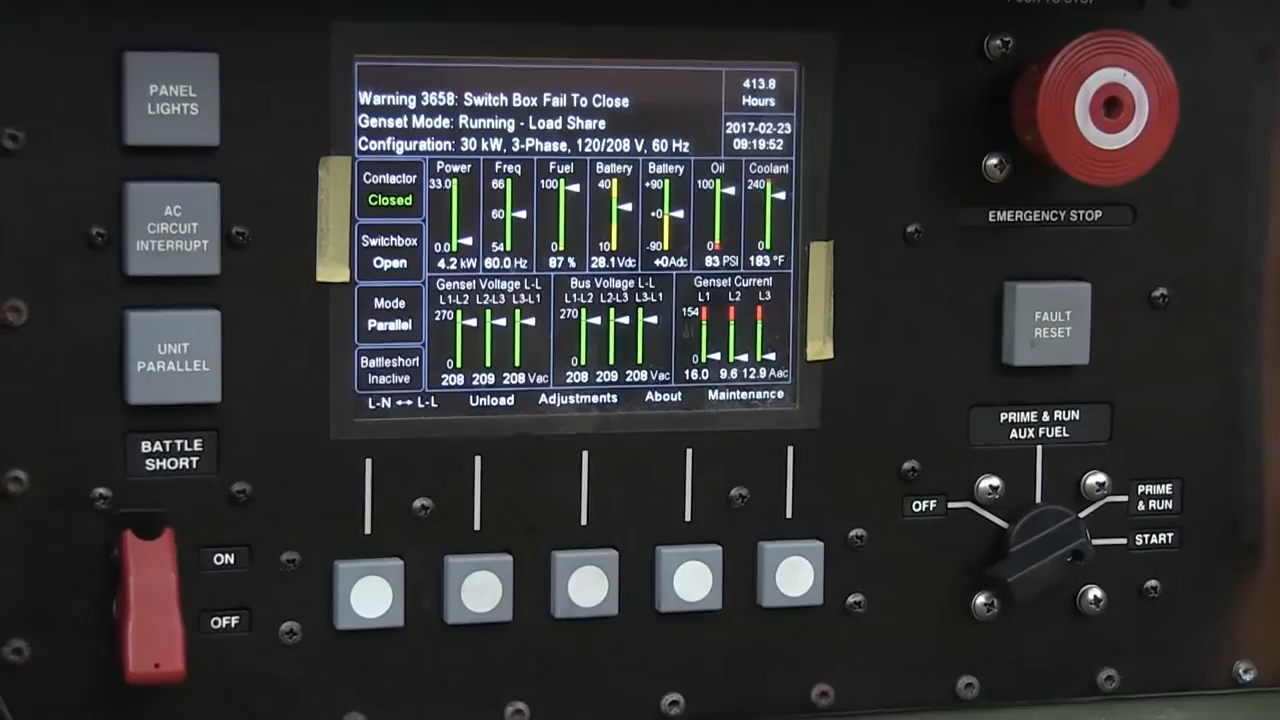 PANEL
LIGHTS
AC
CIRCUIT
INTERRUPT
UNIT
PARALLEL
BATTLE
SHORT
ON
OFF
Warning 3658: Switch Box Fail To Close
Genset Mode: Running - Load Share
Configuration: 30 kW, 3-Phase, 120/208 V, 60 Hz
413.8
Hours
2017-02-23
09:19:52
Contactor
Closed
Switchbox
Open
Mode
Parallel
Battleshort
Inactive
Power Freq Fuel Battery Battery Oil Coolant
33.0 66 100 40 +90 100 240
60 +0
0.0 54 0 10 -90 0 0
4.2 kW 60.0 Hz 87 % 28.1 Vdc +0 Adc 83 PSI 183 °F
Genset Voltage L-L Bus Voltage L-L Genset Current
L1-L2 L2-L3 L3-L1 L1-L2 L2-L3 L3-L1 L1 L2 L3
270 270 154
0 0 0
208 209 208 Vac 208 209 208 Vac 16.0 9.6 12.9 Aac
L-N ↔ L-L Unload Adjustments About Maintenance
EMERGENCY STOP
FAULT
RESET
PRIME & RUN
AUX FUEL
OFF
PRIME
& RUN
START